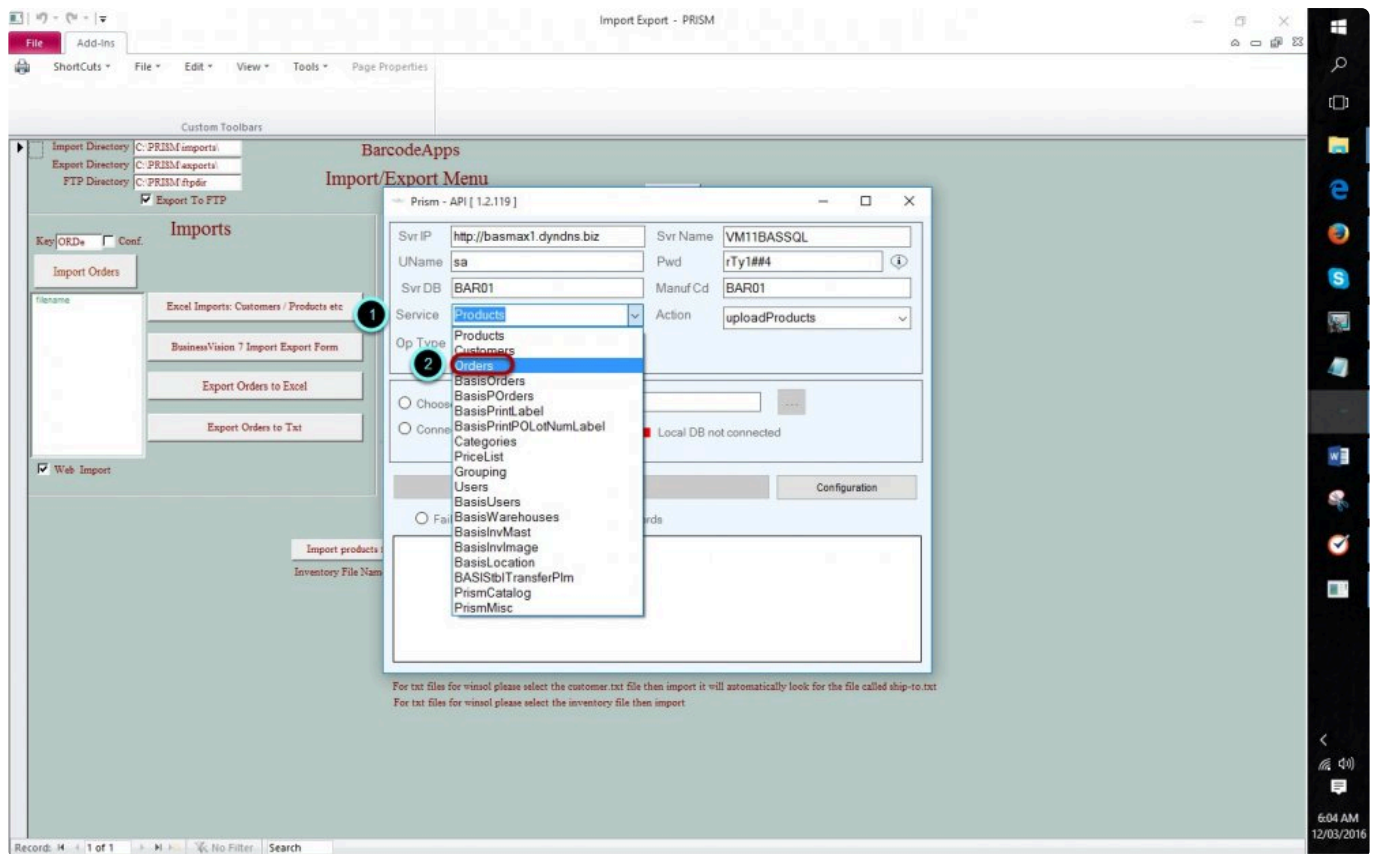 Import Export - PRISM
File Add-Ins
ShortCuts File Edit View Tools Page Properties
Custom Toolbars
Import Directory C:\PRISM\imports\
Export Directory C:\PRISM\exports\
FTP Directory C:\PRISM\ftpdir
Export To FTP
BarcodeApps
Import/Export Menu
Imports
Key ORDe Conf.
Import Orders
filename
Excel Imports: Customers / Products etc
BusinessVision 7 Import Export Form
Export Orders to Excel
Export Orders to Txt
Web Import
Import products
Inventory File Nam
Prism - API [ 1.2.119 ]
Svr IP http://basmax1.dyndns.biz Svr Name VM11BASSQL
UName sa Pwd rTy1##4
Svr DB BAR01 Manuf Cd BAR01
1 Service Products Action uploadProducts
Op Type
2
Products
Customers
Orders
BasisOrders
BasisPOrders
BasisPrintLabel
BasisPrintPOLotNumLabel
Categories
PriceList
Grouping
Users
BasisUsers
BasisWarehouses
BasisInvMast
BasisInvImage
BasisLocation
BASIStblTransferPlm
PrismCatalog
PrismMisc
Choos ...
Conne Local DB not connected
Configuration
Fai rds
For txt files for winsol please select the customer.txt file then import it will automatically look for the file called ship-to.txt
For txt files for winsol please select the inventory file then import
Record: 1 of 1 No Filter Search
6:04 AM
12/03/2016